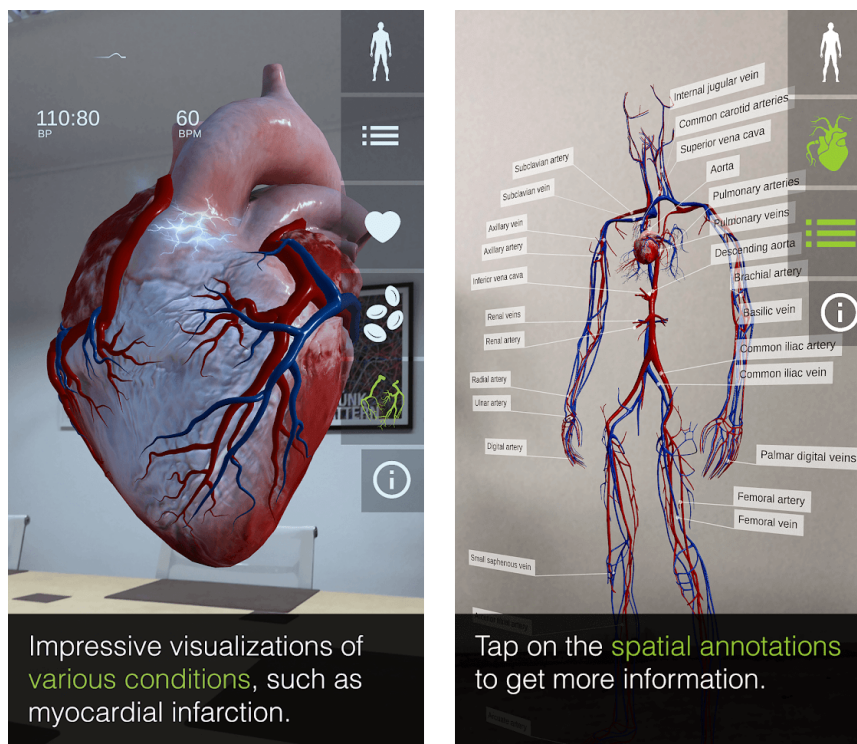 110:80
BP
60
BPM
Impressive visualizations of
various conditions, such as
myocardial infarction.
Internal jugular vein
Common carotid arteries
Superior vena cava
Subclavian artery
Aorta
Subclavian vein
Pulmonary arteries
Axillary vein
Pulmonary veins
Axillary artery
Descending aorta
Inferior vena cava
Brachial artery
Renal veins
Basilic vein
Renal artery
Common iliac artery
Common iliac vein
Radial artery
Ulnar artery
Digital artery
Palmar digital veins
Femoral artery
Femoral vein
Small saphenous vein
Tap on the spatial annotations
to get more information.